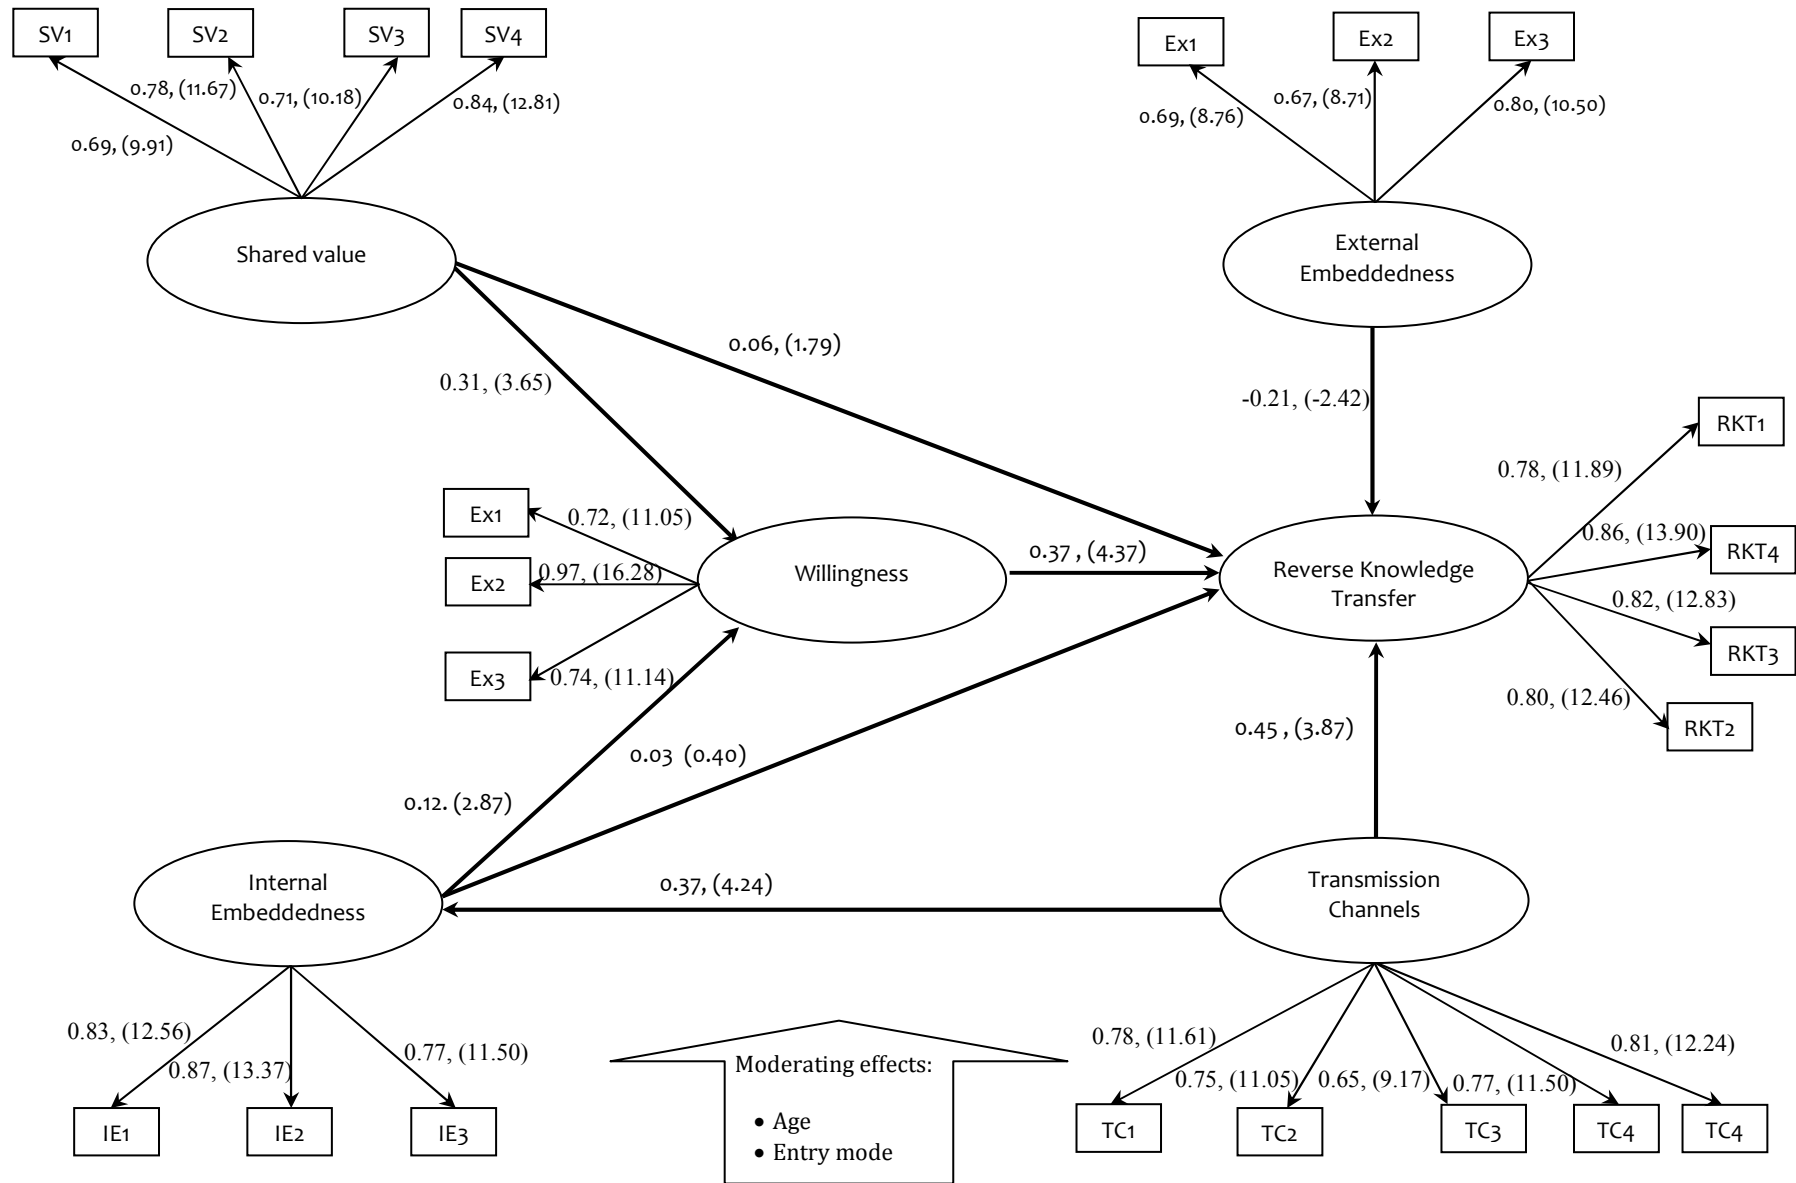 SV1
SV2
SV3
SV4
Ex1
Ex2
Ex3
0.78, (11.67)
0.71, (10.18)
0.84, (12.81)
0.69, (9.91)
0.67, (8.71)
0.80, (10.50)
0.69, (8.76)
Shared value
External
Embeddedness
0.06, (1.79)
0.31, (3.65)
-0.21, (-2.42)
RKT1
0.78, (11.89)
Ex1
0.72, (11.05)
0.86, (13.90)
RKT4
Ex2
0.97, (16.28)
Willingness
0.37 , (4.37)
Reverse Knowledge
Transfer
0.82, (12.83)
RKT3
Ex3
0.74, (11.14)
0.80, (12.46)
RKT2
0.03  (0.40)
0.45 , (3.87)
0.12. (2.87)
Internal
Embeddedness
0.37, (4.24)
Transmission
Channels
0.83, (12.56)
0.87, (13.37)
0.77, (11.50)
IE1
IE2
IE3
Moderating effects:
• Age
• Entry mode
0.78, (11.61)
0.75, (11.05)
0.65, (9.17)
0.77, (11.50)
0.81, (12.24)
TC1
TC2
TC3
TC4
TC4